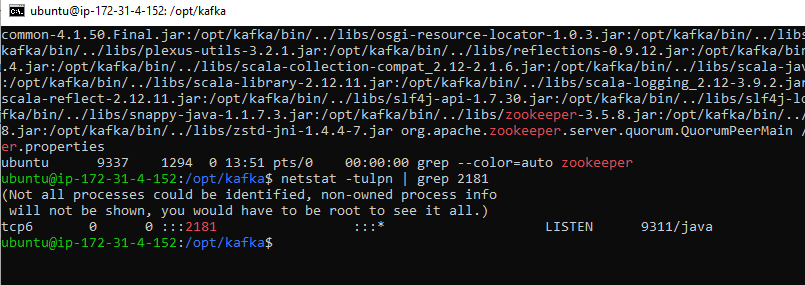 ubuntu@ip-172-31-4-152: /opt/kafka
common-4.1.50.Final.jar:/opt/kafka/bin/../libs/osgi-resource-locator-1.0.3.jar:/opt/kafka/bin/../libs
kafka/bin/../libs/plexus-utils-3.2.1.jar:/opt/kafka/bin/../libs/reflections-0.9.12.jar:/opt/kafka/bin
.4.jar:/opt/kafka/bin/../libs/scala-collection-compat_2.12-2.1.6.jar:/opt/kafka/bin/../libs/scala-jav
:/opt/kafka/bin/../libs/scala-library-2.12.11.jar:/opt/kafka/bin/../libs/scala-logging_2.12-3.9.2.jar
scala-reflect-2.12.11.jar:/opt/kafka/bin/../libs/slf4j-api-1.7.30.jar:/opt/kafka/bin/../libs/slf4j-lo
fka/bin/../libs/snappy-java-1.1.7.3.jar:/opt/kafka/bin/../libs/zookeeper-3.5.8.jar:/opt/kafka/bin/../
8.jar:/opt/kafka/bin/../libs/zstd-jni-1.4.4-7.jar org.apache.zookeeper.server.quorum.QuorumPeerMain /
er.properties
ubuntu 9337 1294 0 13:51 pts/0 00:00:00 grep --color=auto zookeeper
ubuntu@ip-172-31-4-152:/opt/kafka$ netstat -tulpn | grep 2181
(Not all processes could be identified, non-owned process info
will not be shown, you would have to be root to see it all.)
tcp6 0 0 :::2181 :::* LISTEN 9311/java
ubuntu@ip-172-31-4-152:/opt/kafka$